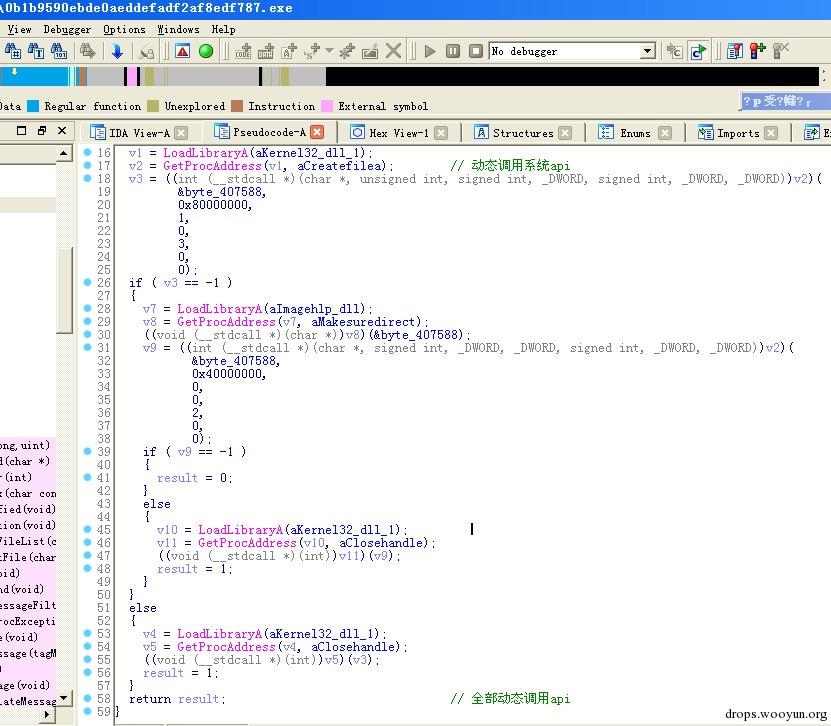 \0b1b9590ebde0aeddefadf2af8edf787.exe
View Debugger Options Windows Help
No debugger
Data Regular function Unexplored Instruction External symbol
IDA View-A Pseudocode-A Hex View-1 Structures Enums Imports
16 v1 = LoadLibraryA(aKernel32_dll_1);
17 v2 = GetProcAddress(v1, aCreatefilea); // 动态调用系统api
18 v3 = ((int (__stdcall *)(char *, unsigned int, signed int, _DWORD, signed int, _DWORD, _DWORD))v2)(
19 &byte_407588,
20 0x80000000,
21 1,
22 0,
23 3,
24 0,
25 0);
26 if ( v3 == -1 )
27 {
28 v7 = LoadLibraryA(aImagehlp_dll);
29 v8 = GetProcAddress(v7, aMakesuredirect);
30 ((void (__stdcall *)(char *))v8)(&byte_407588);
31 v9 = ((int (__stdcall *)(char *, signed int, _DWORD, _DWORD, signed int, _DWORD, _DWORD))v2)(
32 &byte_407588,
33 0x40000000,
34 0,
35 0,
36 2,
37 0,
38 0);
39 if ( v9 == -1 )
40 {
41 result = 0;
42 }
43 else
44 {
45 v10 = LoadLibraryA(aKernel32_dll_1);
46 v11 = GetProcAddress(v10, aClosehandle);
47 ((void (__stdcall *)(int))v11)(v9);
48 result = 1;
49 }
50 }
51 else
52 {
53 v4 = LoadLibraryA(aKernel32_dll_1);
54 v5 = GetProcAddress(v4, aClosehandle);
55 ((void (__stdcall *)(int))v5)(v3);
56 result = 1;
57 }
58 return result; // 全部动态调用api
59 }
ong, uint)
d(char *)
r(int)
x(char con
fied(void)
tion(void)
FileList(c
tFile(char
oid)
nd(void)
essageFilt
rocExcepti
e(void)
ssage(tagM
age(void)
lateMessag
drops.wooyun.org